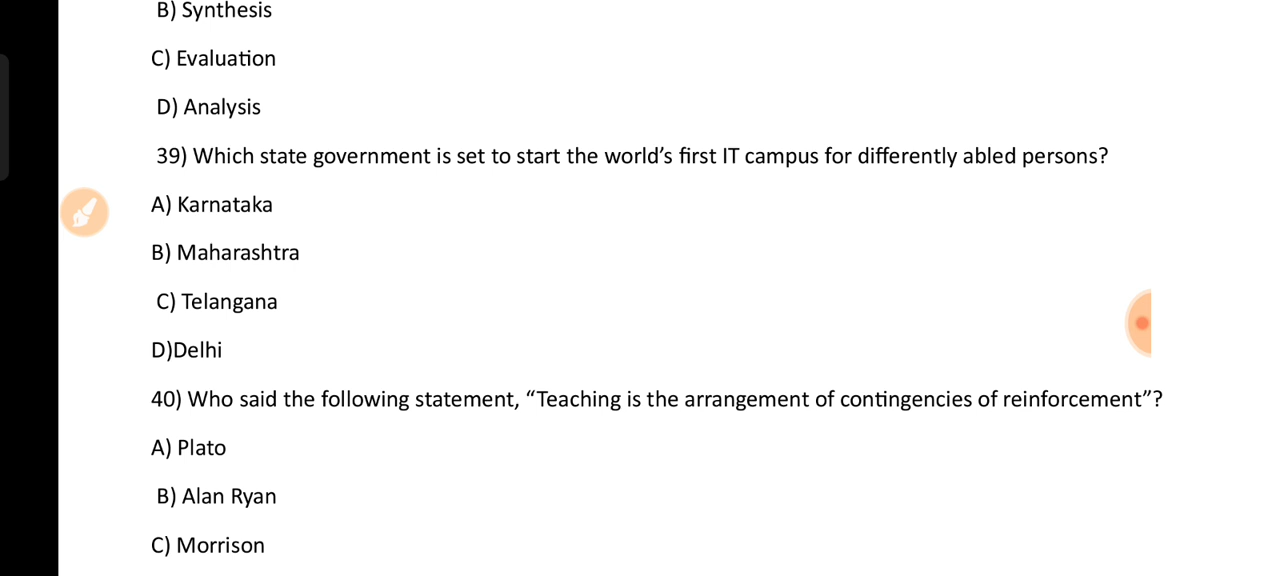 B) Synthesis
C) Evaluation
D) Analysis
39) Which state government is set to start the world’s first IT campus for differently abled persons?
A) Karnataka
B) Maharashtra
C) Telangana
D)Delhi
40) Who said the following statement, “Teaching is the arrangement of contingencies of reinforcement”?
A) Plato
B) Alan Ryan
C) Morrison